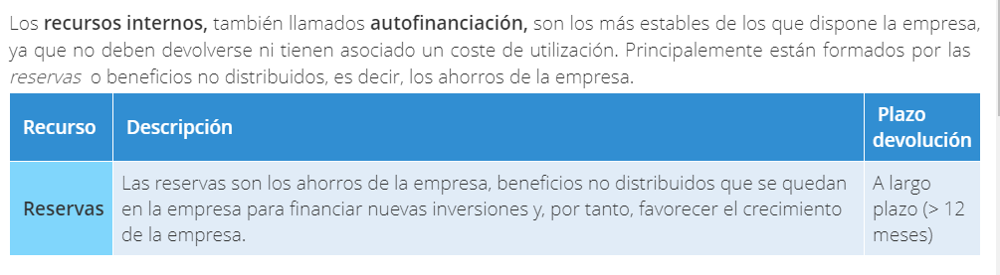 Los recursos internos, también llamados autofinanciación, son los más estables de los que dispone la empresa,
ya que no deben devolverse ni tienen asociado un coste de utilización. Principalmente están formados por las
reservas o beneficios no distribuidos, es decir, los ahorros de la empresa.
Recurso
Descripción
Plazo
devolución
Reservas
Las reservas son los ahorros de la empresa, beneficios no distribuidos que se quedan
en la empresa para financiar nuevas inversiones y, por tanto, favorecer el crecimiento
de la empresa.
A largo
plazo (> 12
meses)